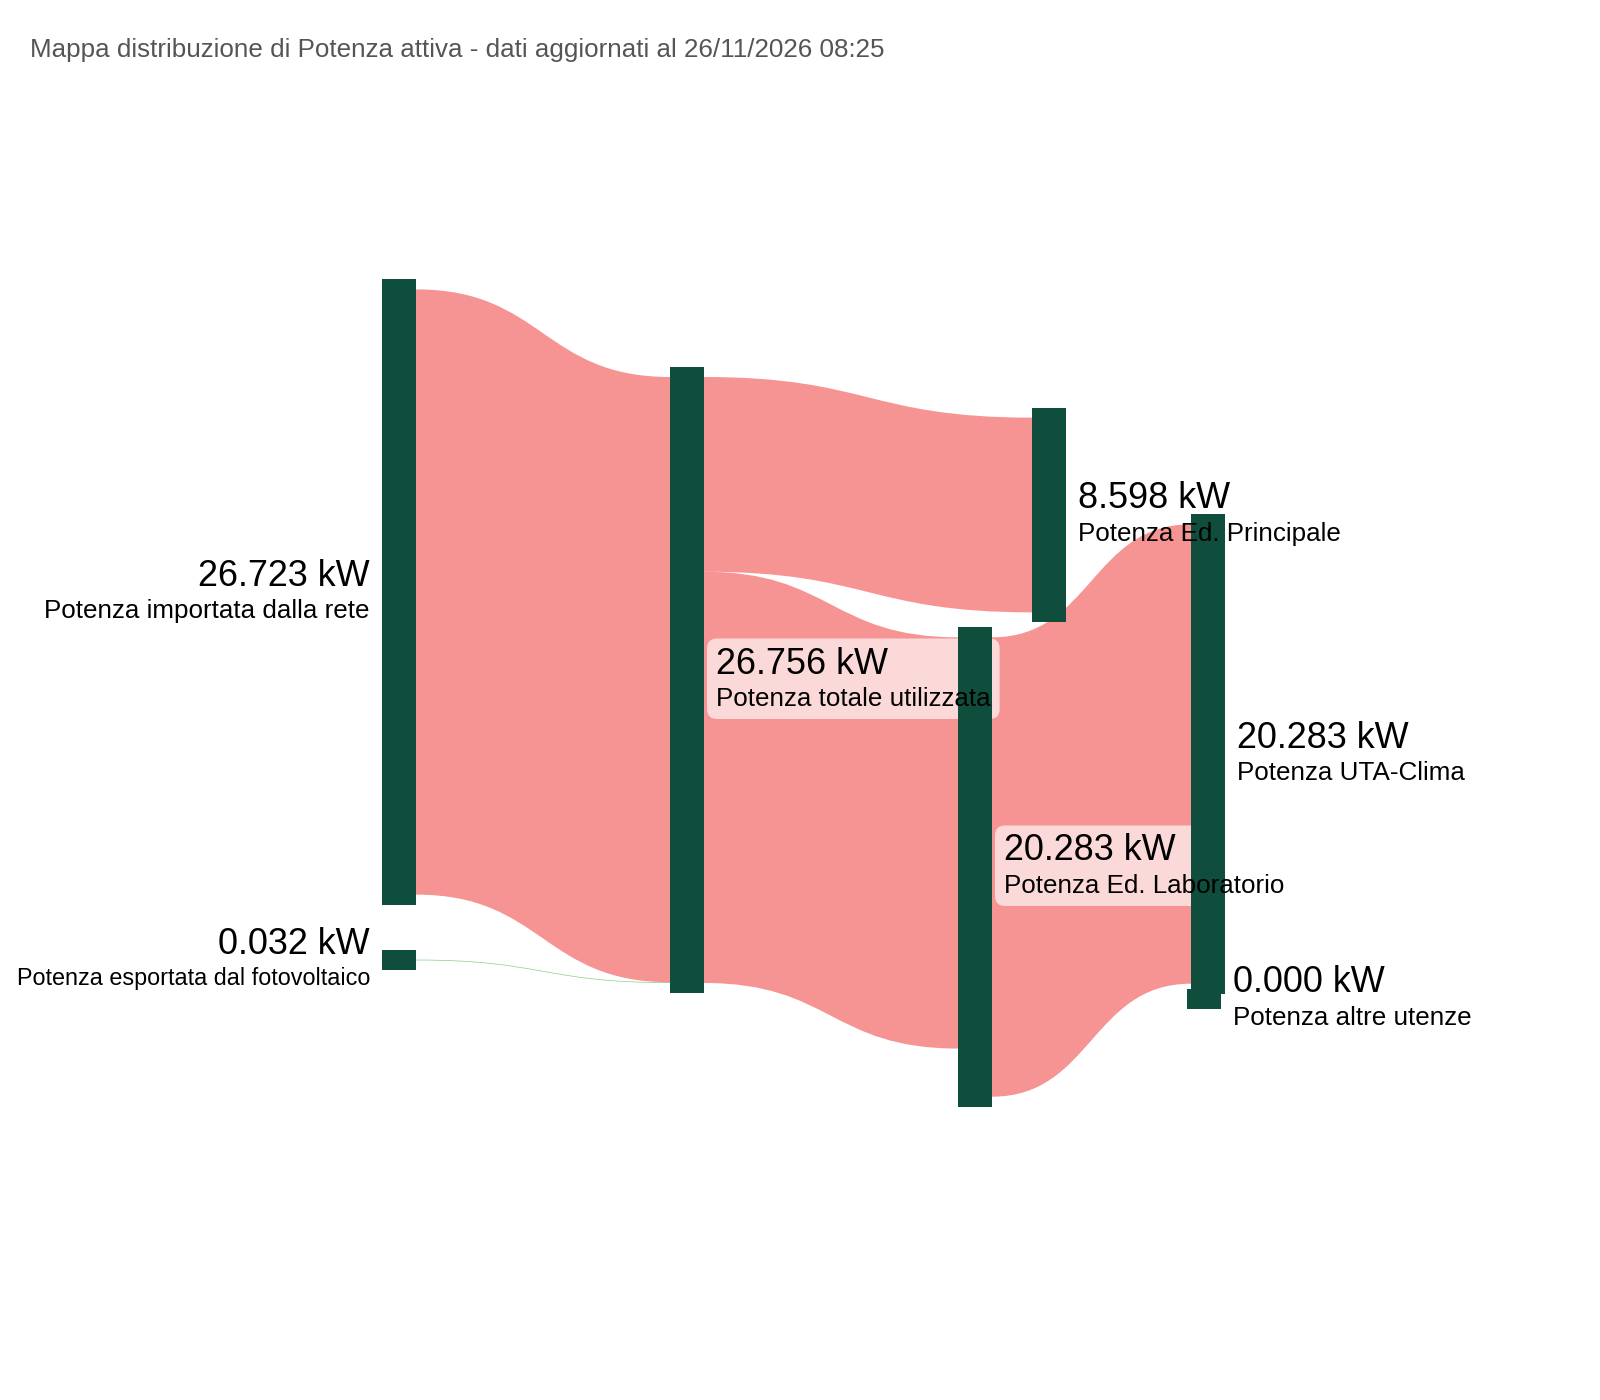 Mappa distribuzione di Potenza attiva - dati aggiornati al 26/11/2026 08:25
26.723 kW
Potenza importata dalla rete
0.032 kW
Potenza esportata dal fotovoltaico
26.756 kW
Potenza totale utilizzata
8.598 kW
Potenza Ed. Principale
20.283 kW
Potenza Ed. Laboratorio
20.283 kW
Potenza UTA-Clima
0.000 kW
Potenza altre utenze